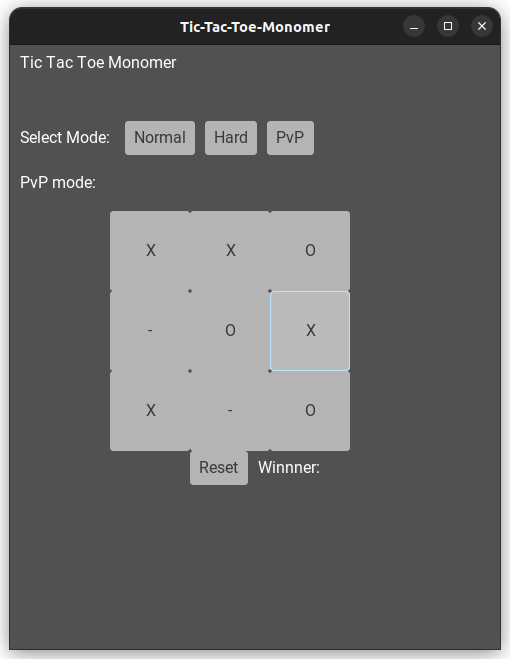 Tic-Tac-Toe-Monomer
Tic Tac Toe Monomer
Select Mode: Normal Hard PvP
PvP mode:
X X O
- O X
X - O
Reset Winnner: